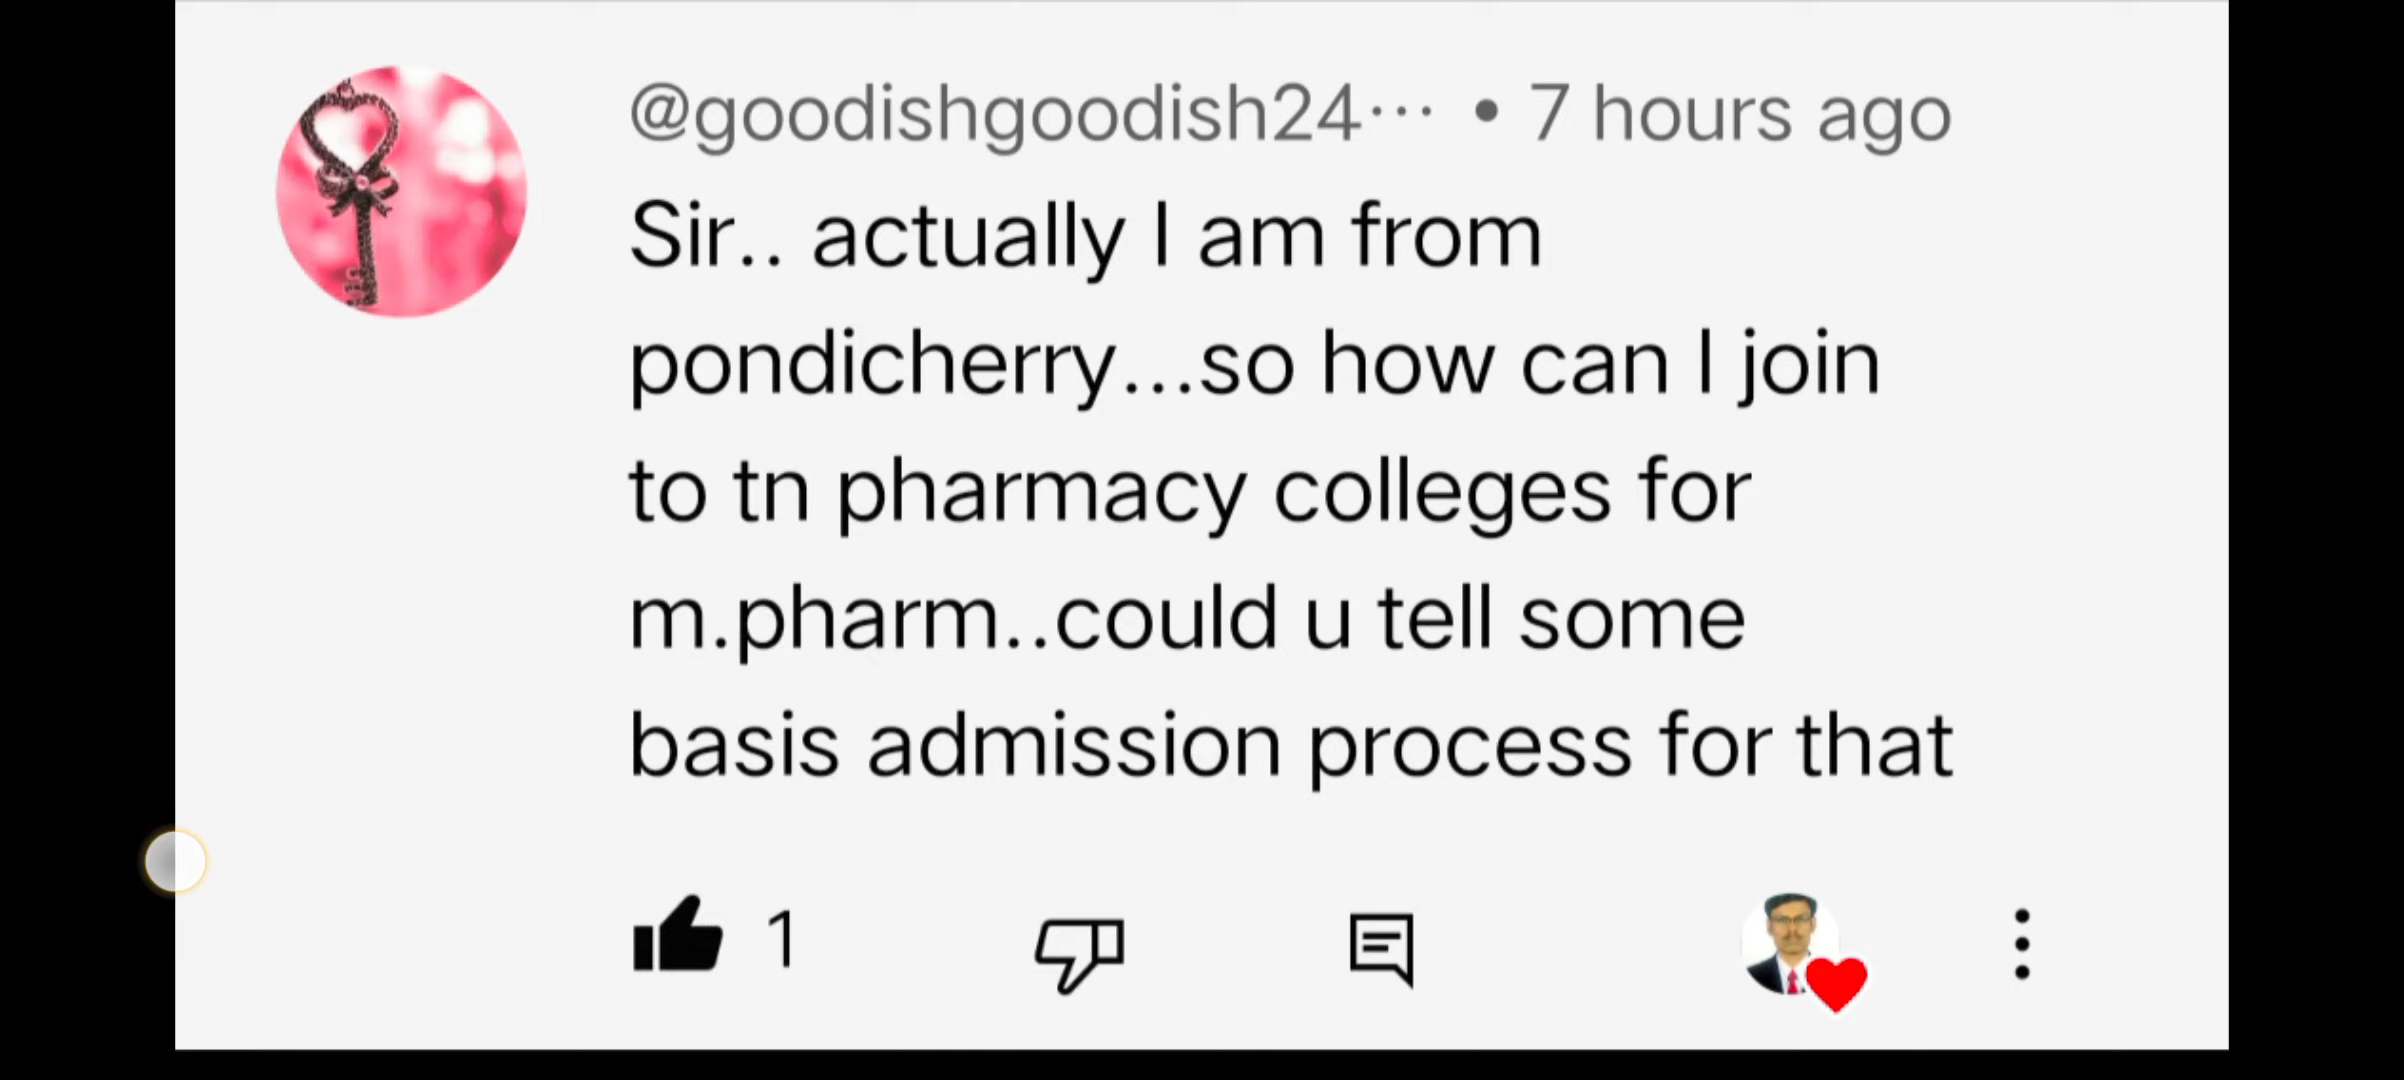 @goodishgoodish24... • 7 hours ago
Sir.. actually I am from
pondicherry...so how can I join
to tn pharmacy colleges for
m.pharm..could u tell some
basis admission process for that
1